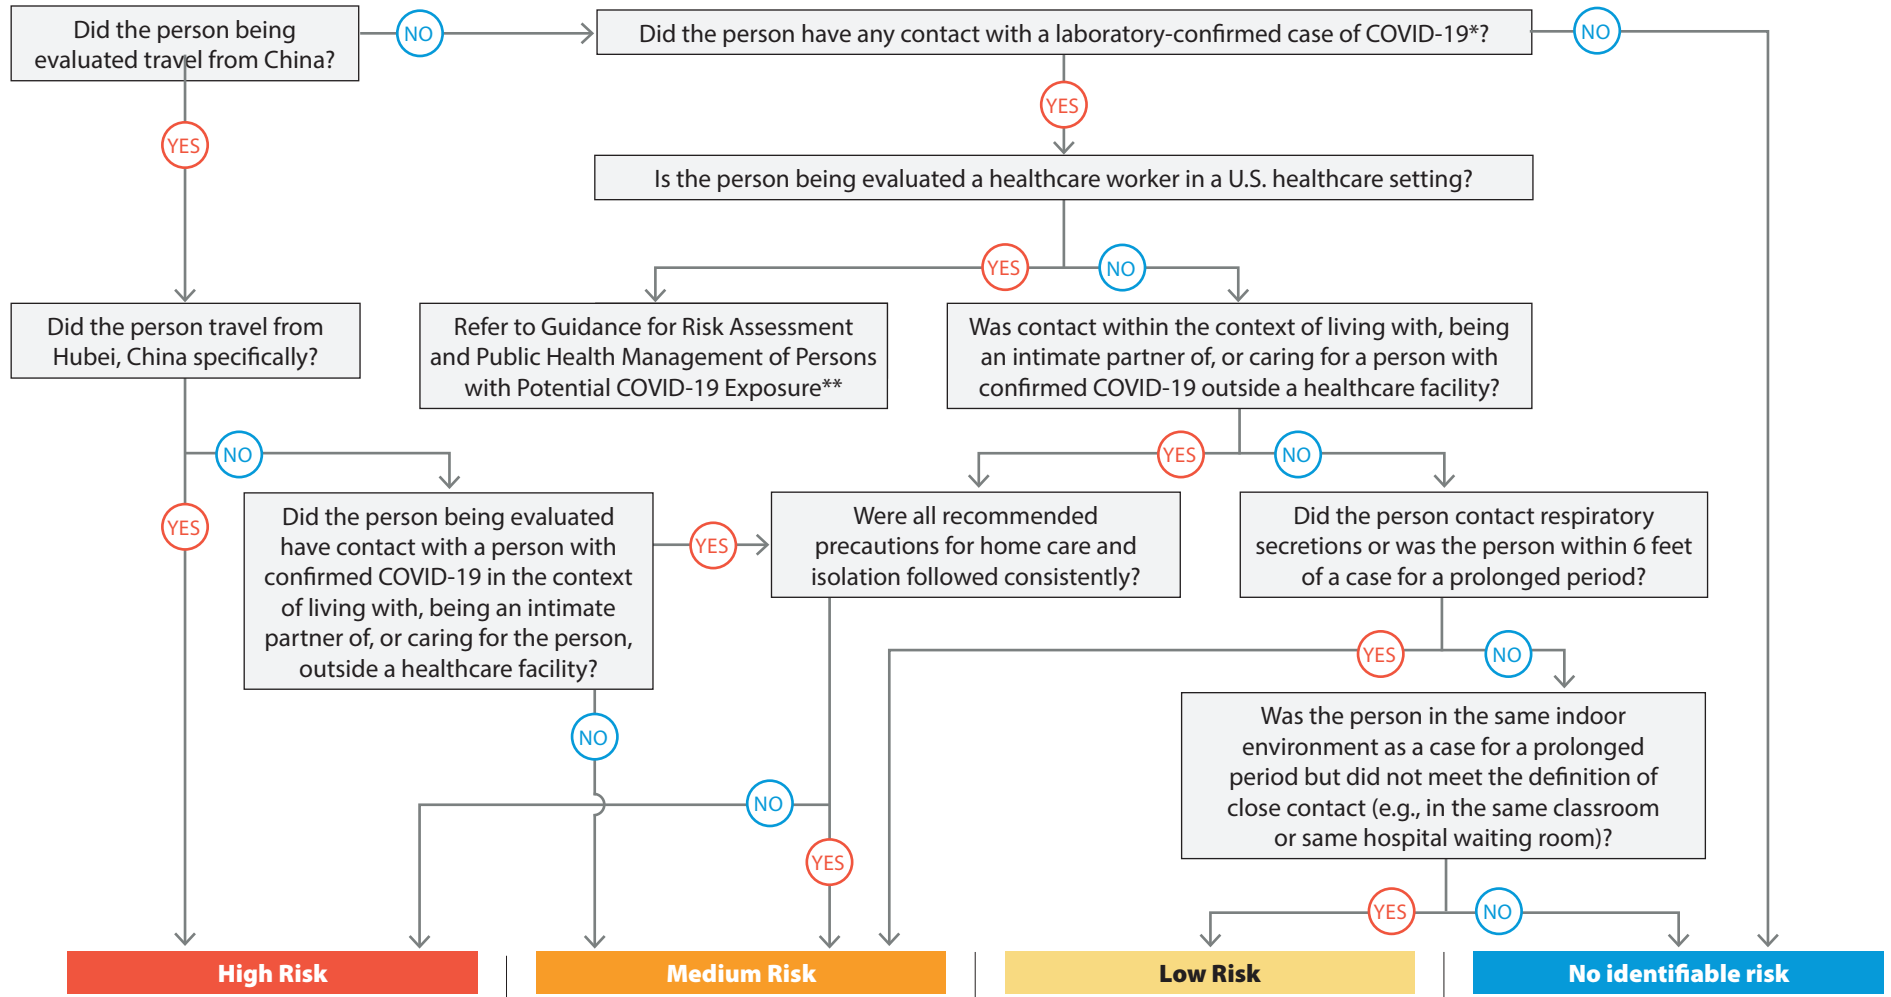 Did the person being
evaluated travel from China?
NO
Did the person have any contact with a laboratory-confirmed case of COVID-19*?
NO
YES
YES
Is the person being evaluated a healthcare worker in a U.S. healthcare setting?
YES
NO
Did the person travel from
Hubei, China specifically?
Refer to Guidance for Risk Assessment
and Public Health Management of Persons
with Potential COVID-19 Exposure**
Was contact within the context of living with, being
an intimate partner of, or caring for a person with
confirmed COVID-19 outside a healthcare facility?
NO
YES
YES
NO
Did the person being evaluated
have contact with a person with
confirmed COVID-19 in the context
of living with, being an intimate
partner of, or caring for the person,
outside a healthcare facility?
YES
Were all recommended
precautions for home care and
isolation followed consistently?
Did the person contact respiratory
secretions or was the person within 6 feet
of a case for a prolonged period?
YES
NO
NO
Was the person in the same indoor
environment as a case for a prolonged
period but did not meet the definition of
close contact (e.g., in the same classroom
or same hospital waiting room)?
NO
YES
YES
NO
High Risk
Medium Risk
Low Risk
No identifiable risk